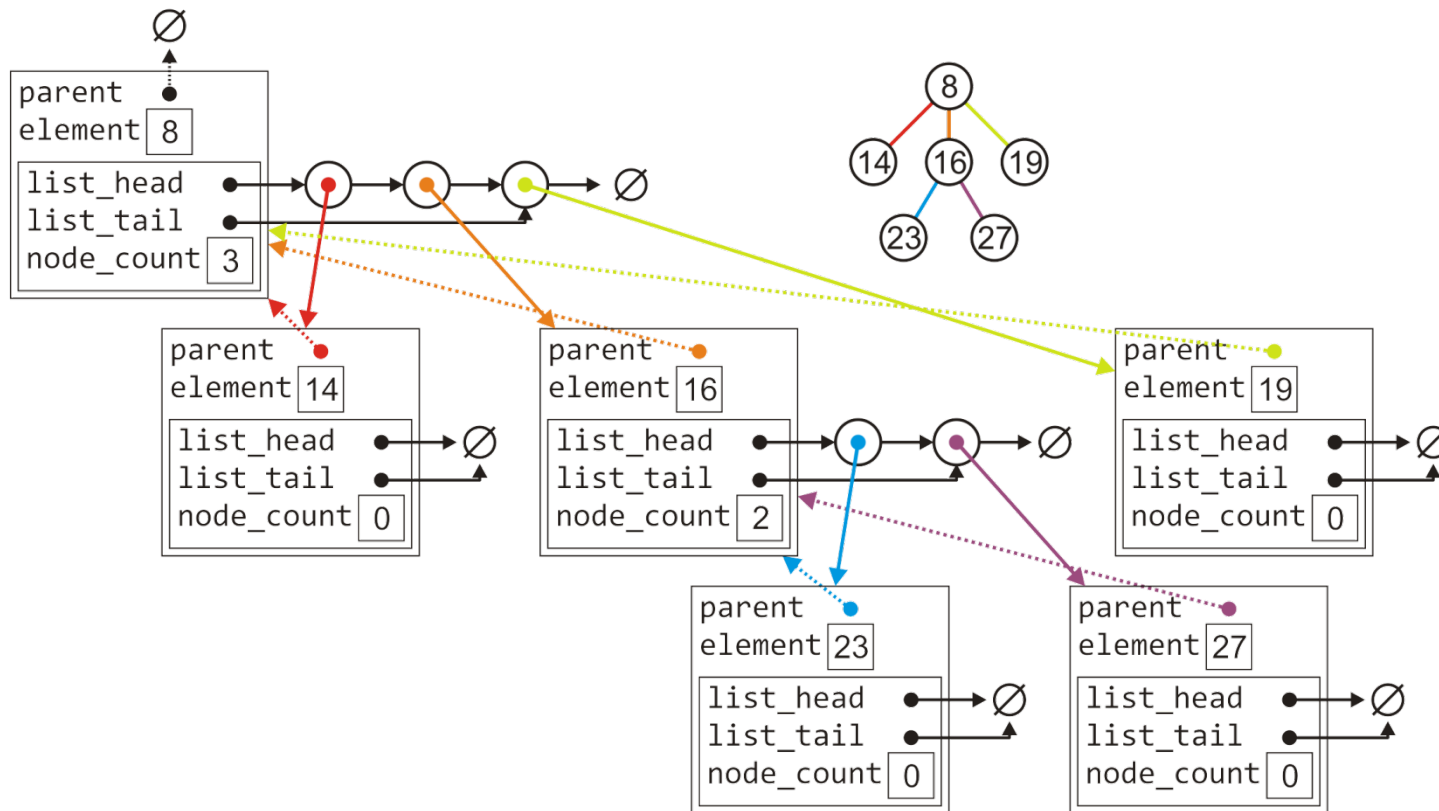 ∅
parent
element 8
list_head
∅
list_tail
node_count 3
8
14 16 19
23 27
parent
element 14
list_head
∅
list_tail
node_count 0
parent
element 16
list_head
∅
list_tail
node_count 2
parent
element 19
list_head
∅
list_tail
node_count 0
parent
element 23
list_head
∅
list_tail
node_count 0
parent
element 27
list_head
∅
list_tail
node_count 0